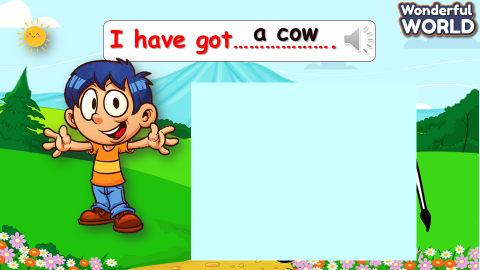 Wonderful
WORLD
I have got a cow ……………….